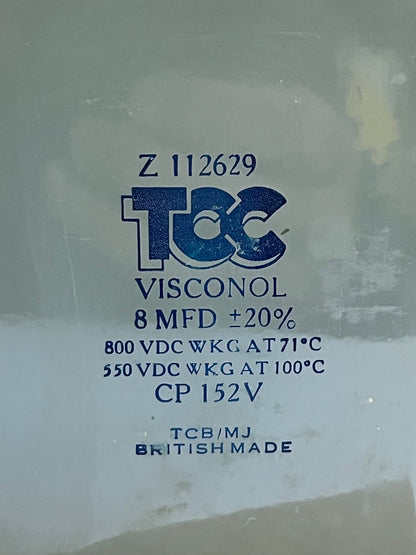 Z 112629
TCC
VISCONOL
8 MFD ±20%
800 VDC WKG AT 71°C
550 VDC WKG AT 100°C
CP 152V
TCB/MJ
BRITISH MADE